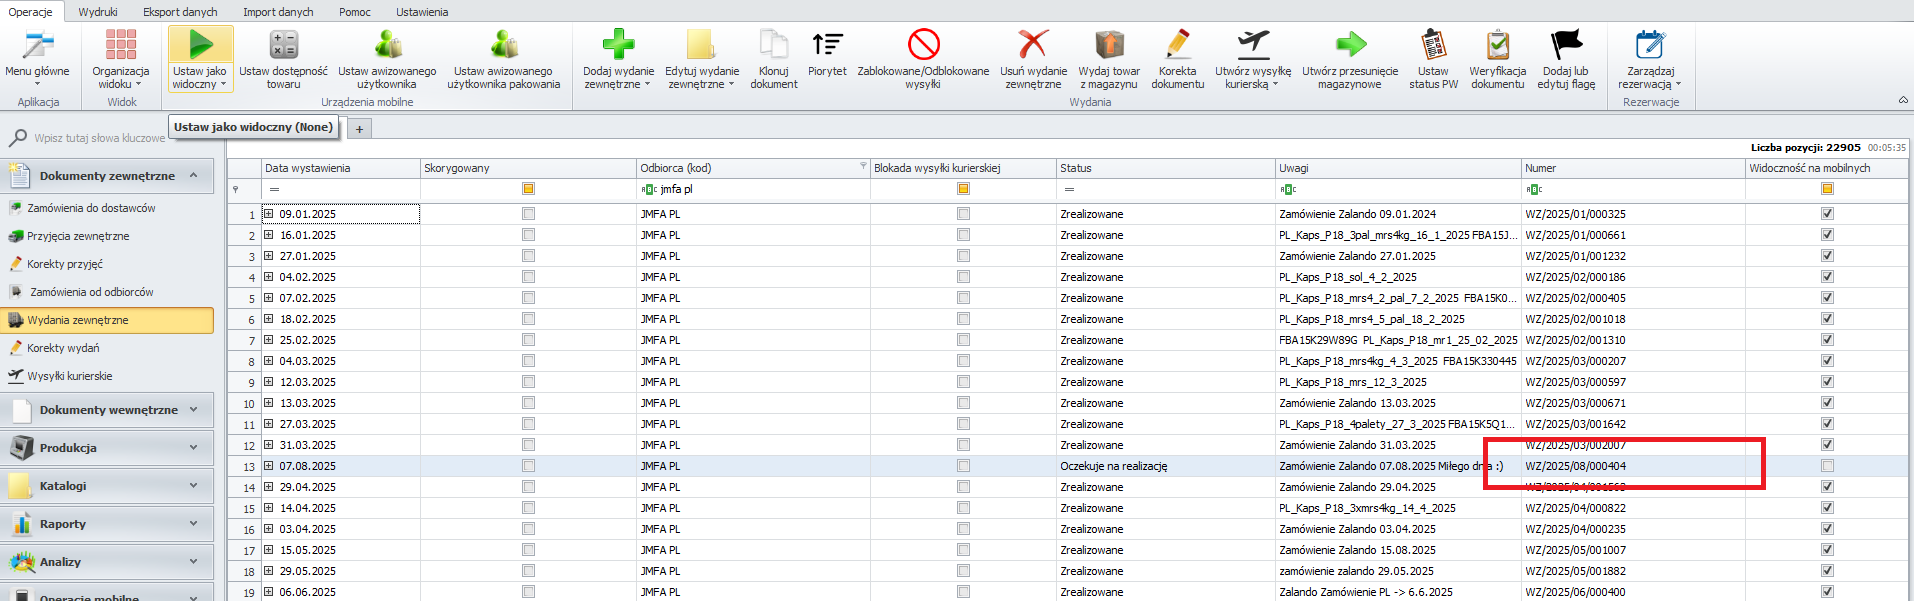 Operacje Wydruki Eksport danych Import danych Pomoc Ustawienia
Menu główne
Organizacja widoku
Ustaw jako widoczny
Ustaw dostępność towaru
Ustaw awizowanego użytkownika
Ustaw awizowanego użytkownika pakowania
Dodaj wydanie zewnętrzne
Edytuj wydanie zewnętrzne
Klonuj dokument
Piorytet
Zablokowane/Odblokowane wysyłki
Usuń wydanie zewnętrzne
Wydaj towar z magazynu
Korekta dokumentu
Utwórz wysyłkę kurierską
Utwórz przesunięcie magazynowe
Ustaw status PW
Weryfikacja dokumentu
Dodaj lub edytuj flagę
Zarządzaj rezerwacją
Aplikacja Widok Urządzenia mobilne Wydania Rezerwacje
Ustaw jako widoczny (None) +
Wpisz tutaj słowa kluczowe
Liczba pozycji: 22905 00:05:35
Dokumenty zewnętrzne
Zamówienia do dostawców
Przyjęcia zewnętrzne
Korekty przyjęć
Zamówienia od odbiorców
Wydania zewnętrzne
Korekty wydań
Wysyłki kurierskie
Dokumenty wewnętrzne
Produkcja
Katalogi
Raporty
Analizy
Operacje mobilne
Data wystawienia Skorygowany Odbiorca (kod) Blokada wysyłki kurierskiej Status Uwagi Numer Widoczność na mobilnych
= ABC jmfa pl = ABC ABC
1 09.01.2025 JMFA PL Zrealizowane Zamówienie Zalando 09.01.2024 WZ/2025/01/000325
2 16.01.2025 JMFA PL Zrealizowane PL_Kaps_P18_3pal_mrs4kg_16_1_2025 FBA15J... WZ/2025/01/000661
3 27.01.2025 JMFA PL Zrealizowane Zamówienie Zalando 27.01.2025 WZ/2025/01/001232
4 04.02.2025 JMFA PL Zrealizowane PL_Kaps_P18_sol_4_2_2025 WZ/2025/02/000186
5 07.02.2025 JMFA PL Zrealizowane PL_Kaps_P18_mrs4_2_pal_7_2_2025 FBA15K0... WZ/2025/02/000405
6 18.02.2025 JMFA PL Zrealizowane PL_Kaps_P18_mrs4_5_pal_18_2_2025 WZ/2025/02/001018
7 25.02.2025 JMFA PL Zrealizowane FBA15K29W89G PL_Kaps_P18_mr1_25_02_2025 WZ/2025/02/001310
8 04.03.2025 JMFA PL Zrealizowane PL_Kaps_P18_mrs4kg_4_3_2025 FBA15K330445 WZ/2025/03/000207
9 12.03.2025 JMFA PL Zrealizowane PL_Kaps_P18_mrs_12_3_2025 WZ/2025/03/000597
10 13.03.2025 JMFA PL Zrealizowane Zamówienie Zalando 13.03.2025 WZ/2025/03/000671
11 27.03.2025 JMFA PL Zrealizowane PL_Kaps_P18_4palety_27_3_2025 FBA15K5Q1... WZ/2025/03/001642
12 31.03.2025 JMFA PL Zrealizowane Zamówienie Zalando 31.03.2025 WZ/2025/03/002007
13 07.08.2025 JMFA PL Oczekuje na realizację Zamówienie Zalando 07.08.2025 Miłego dnia :) WZ/2025/08/000404
14 29.04.2025 JMFA PL Zrealizowane Zamówienie Zalando 29.04.2025
15 14.04.2025 JMFA PL Zrealizowane PL_Kaps_P18_3xmrs4kg_14_4_2025 WZ/2025/04/000822
16 03.04.2025 JMFA PL Zrealizowane Zamówienie Zalando 03.04.2025 WZ/2025/04/000235
17 15.05.2025 JMFA PL Zrealizowane Zamówienie Zalando 15.08.2025 WZ/2025/05/001007
18 29.05.2025 JMFA PL Zrealizowane zamówienie zalando 29.05.2025 WZ/2025/05/001882
19 06.06.2025 JMFA PL Zrealizowane Zalando Zamówienie PL -> 6.6.2025 WZ/2025/06/000400